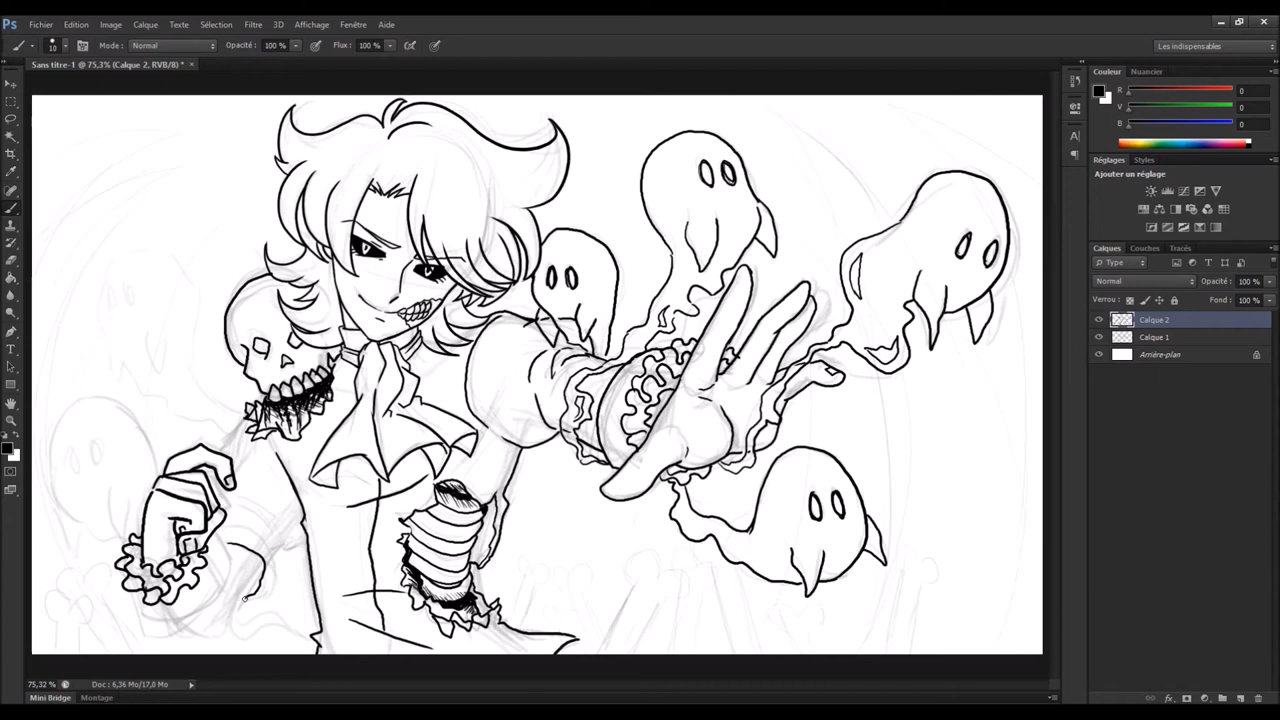 Ps Fichier Edition Image Calque Texte Sélection Filtre 3D Affichage Fenêtre Aide
10 Mode : Normal Opacité : 100 % Flux : 100 % Les indispensables
Sans titre-1 @ 75,3% (Calque 2, RVB/8) * ×
Couleur Nuancier
R 0
V 0
B 0
Réglages Styles
Ajouter un réglage
Calques Couches Tracés
Type
Normal Opacité : 100 %
Verrou : Fond : 100 %
Calque 2
Calque 1
Arrière-plan
75,32 % Doc : 6,36 Mo/17,0 Mo
Mini Bridge Montage